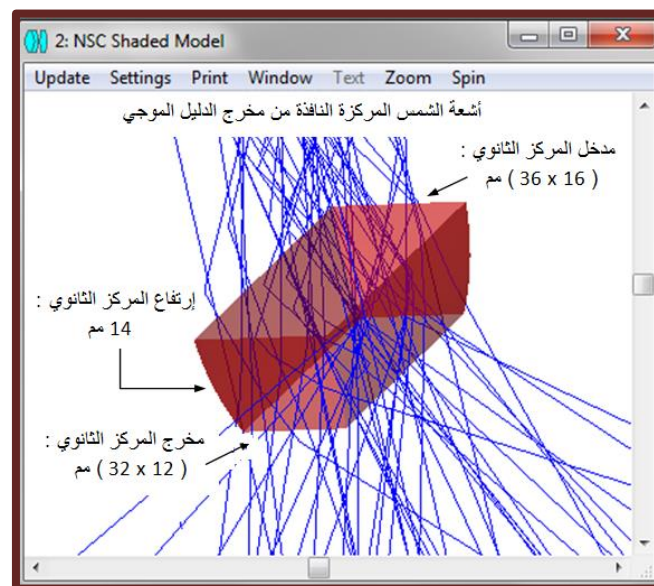 2: NSC Shaded Model
Update Settings Print Window Text Zoom Spin
أشعة الشمس المركزة النافذة من مخرج الدليل الموجي
مدخل المركز الثانوي :
( 36 x 16 ) مم
إرتفاع المركز الثانوي :
14 مم
مخرج المركز الثانوي :
( 32 x 12 ) مم